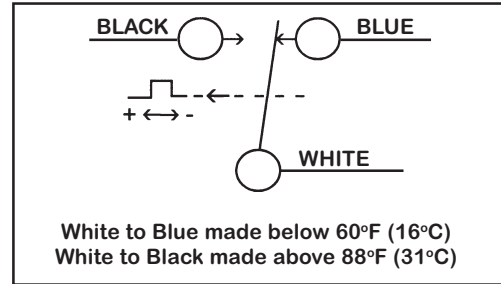 BLACK BLUE
+ ←→ -
WHITE
White to Blue made below 60°F (16°C)
White to Black made above 88°F (31°C)